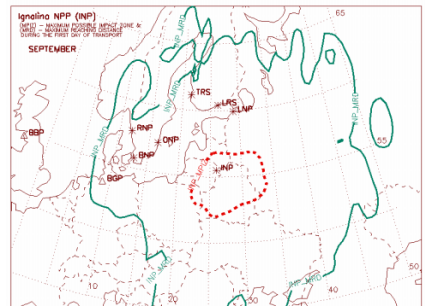 Ignalina NPP (INP)
(MPIZ) – MAXIMUM POSSIBLE IMPACT ZONE &
(MRD) – MAXIMUM REACHING DISTANCE
DURING THE FIRST DAY OF TRANSPORT
SEPTEMBER
65
INP_MRD
TRS
INP_MRD
LRS
LNP
BBP
RNP
ONP
55
INP_MRD
BNP
INP
BGP
INP_MRD
50
INP_MRD
10
20
30
40